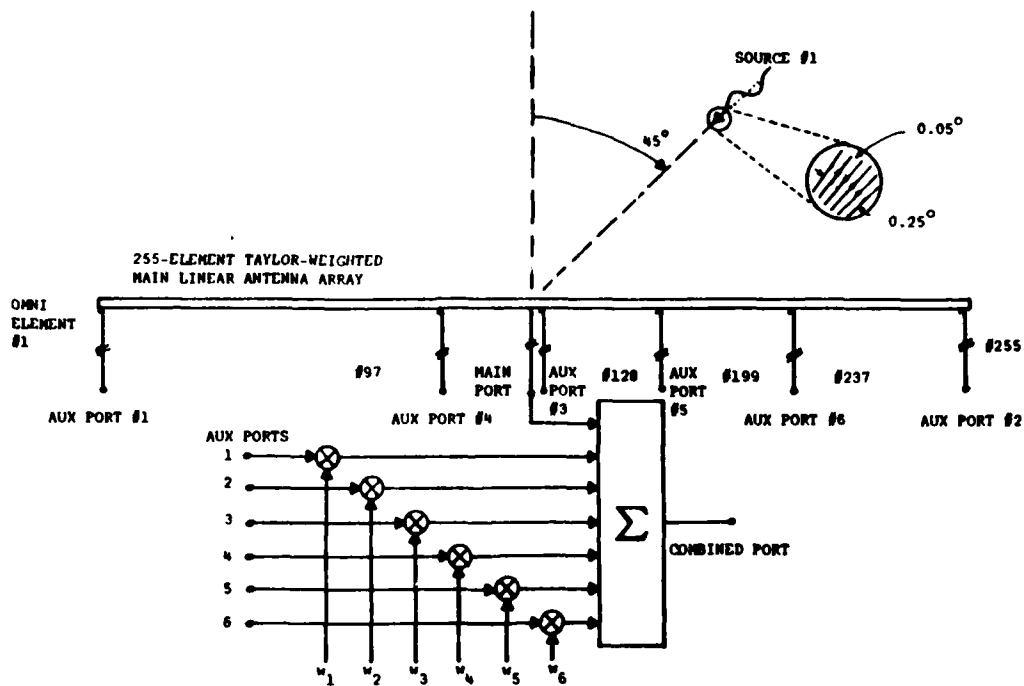 SOURCE #1
45°
0.05°
0.25°
255-ELEMENT TAYLOR-WEIGHTED
MAIN LINEAR ANTENNA ARRAY
OMNI
ELEMENT
#1
AUX PORT #1
#97
AUX PORT #4
MAIN
PORT
AUX
PORT
#3
#128
AUX
PORT
#5
#199
#237
AUX PORT #6
#255
AUX PORT #2
AUX PORTS
1
2
3
4
5
6
Σ
COMBINED PORT
w1
w2
w3
w4
w5
w6